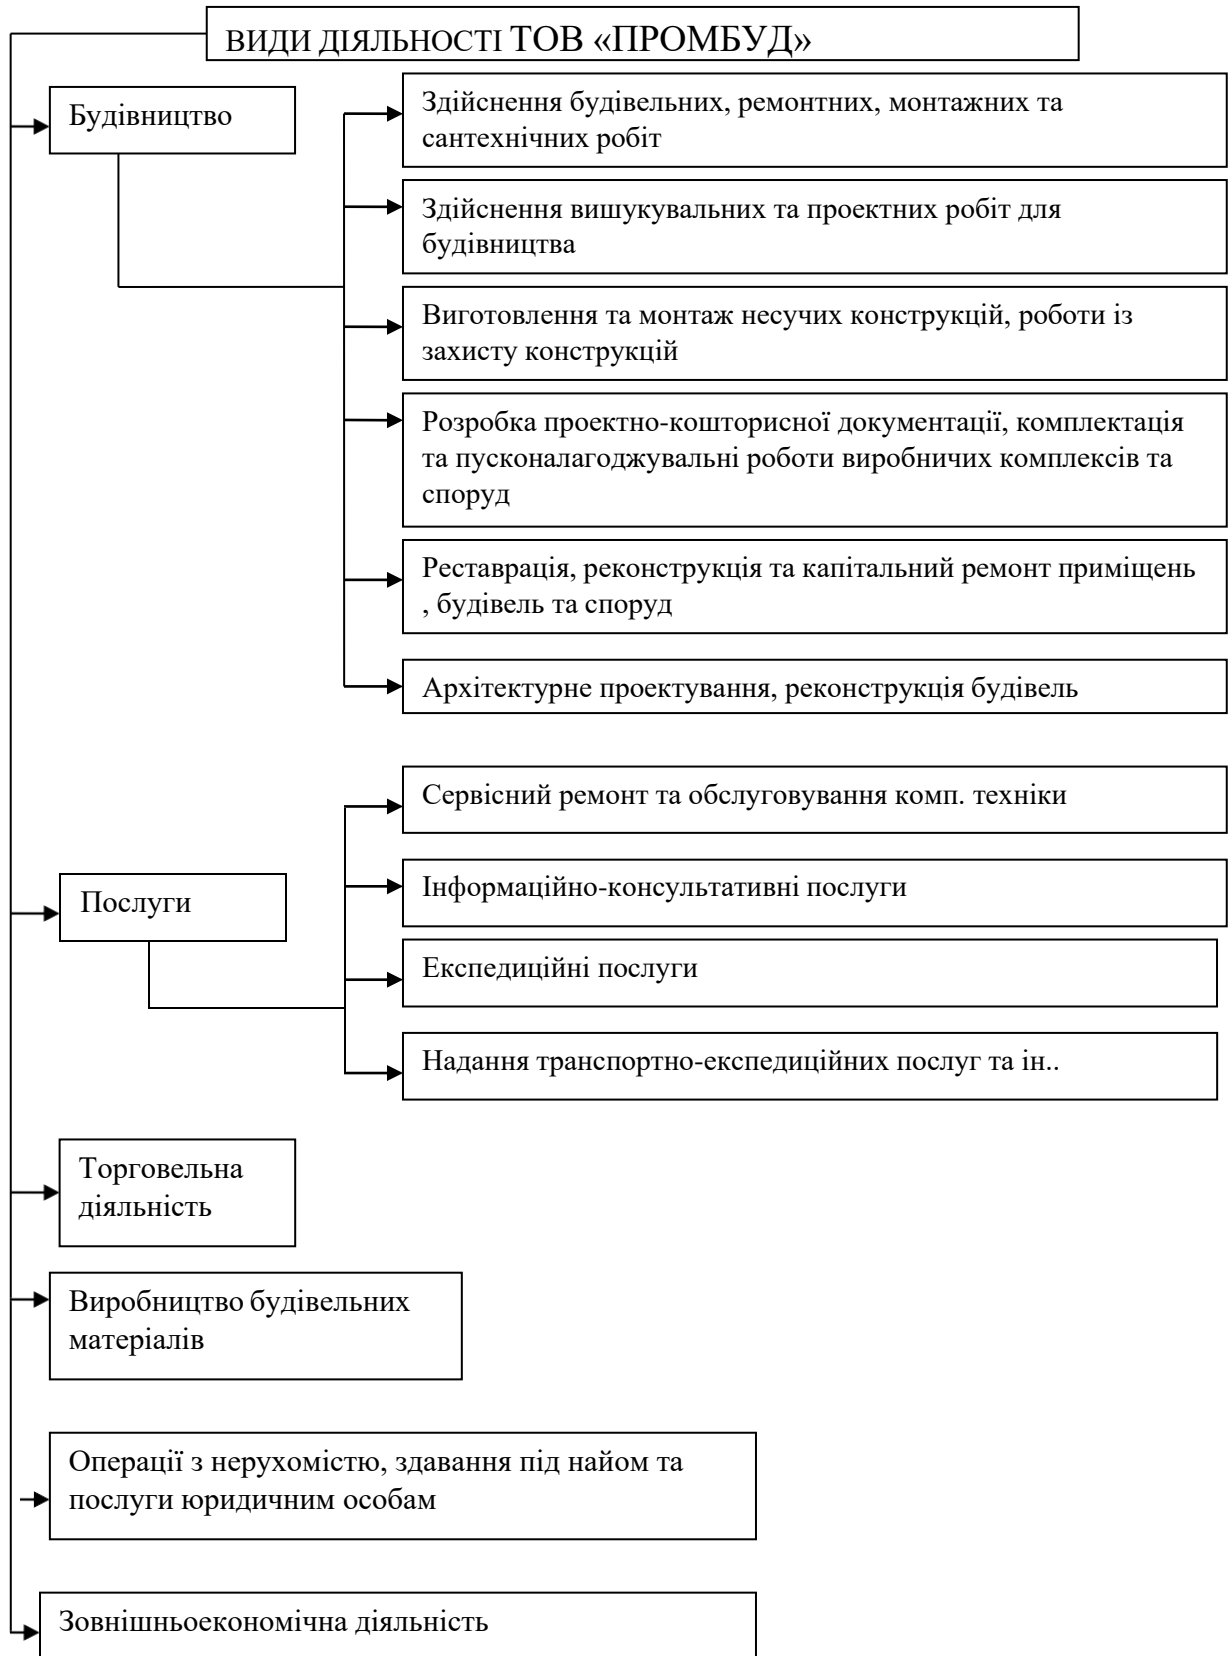 ВИДИ ДІЯЛЬНОСТІ ТОВ «ПРОМБУД»
Будівництво
Здійснення будівельних, ремонтних, монтажних та
сантехнічних робіт
Здійснення вишукувальних та проектних робіт для
будівництва
Виготовлення та монтаж несучих конструкцій, роботи із
захисту конструкцій
Розробка проектно-кошторисної документації, комплектація
та пусконалагоджувальні роботи виробничих комплексів та
споруд
Реставрація, реконструкція та капітальний ремонт приміщень
, будівель та споруд
Архітектурне проектування, реконструкція будівель
Послуги
Сервісний ремонт та обслуговування комп. техніки
Інформаційно-консультативні послуги
Експедиційні послуги
Надання транспортно-експедиційних послуг та ін..
Торговельна
діяльність
Виробництво будівельних
матеріалів
Операції з нерухомістю, здавання під найом та
послуги юридичним особам
Зовнішньоекономічна діяльність